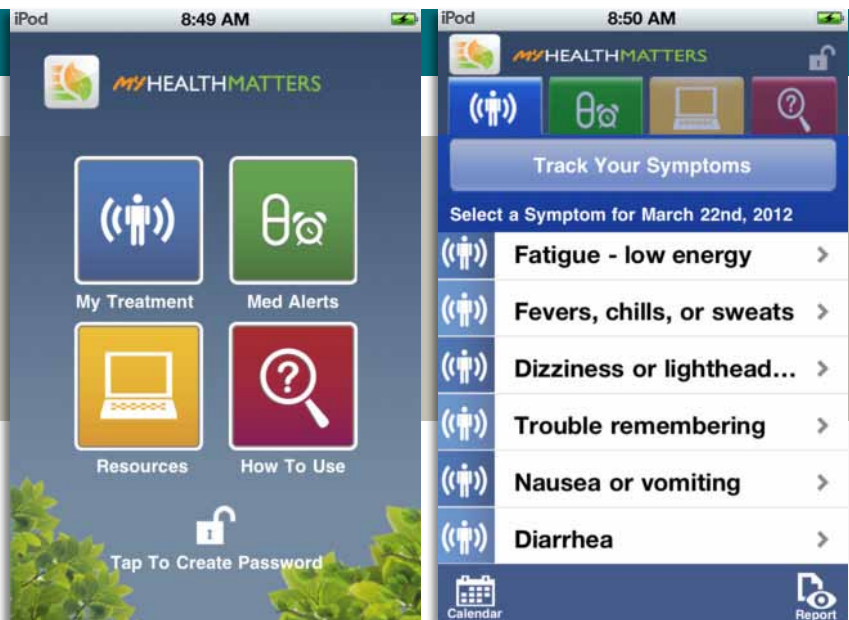 iPod 8:49 AM
MYHEALTHMATTERS
My Treatment Med Alerts
Resources How To Use
Tap To Create Password
iPod 8:50 AM
MYHEALTHMATTERS
Track Your Symptoms
Select a Symptom for March 22nd, 2012
Fatigue - low energy
Fevers, chills, or sweats
Dizziness or lighthead...
Trouble remembering
Nausea or vomiting
Diarrhea
Calendar Report